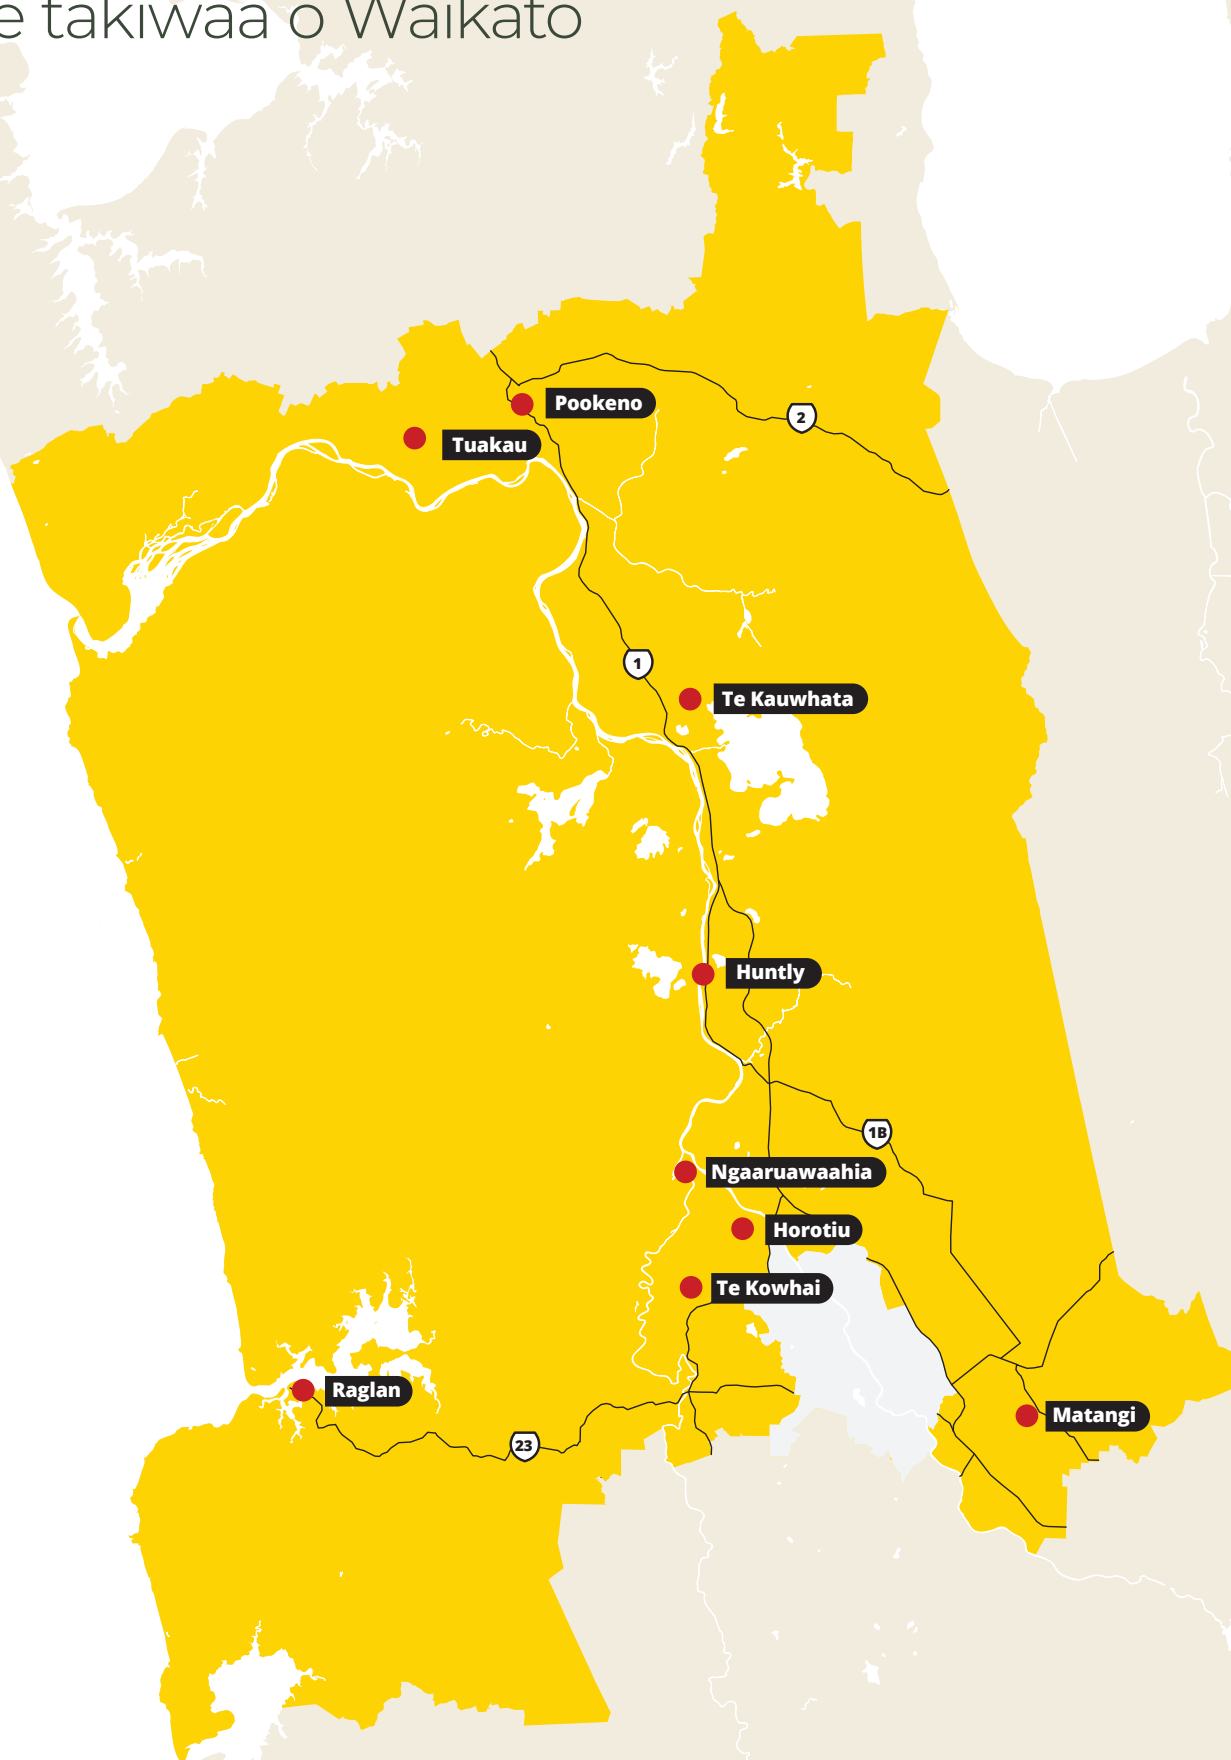 e takiwaa o Waikato
Pookeno
2
Tuakau
1
Te Kauwhata
Huntly
1B
Ngaaruawaahia
Horotiu
Te Kowhai
Raglan
Matangi
23